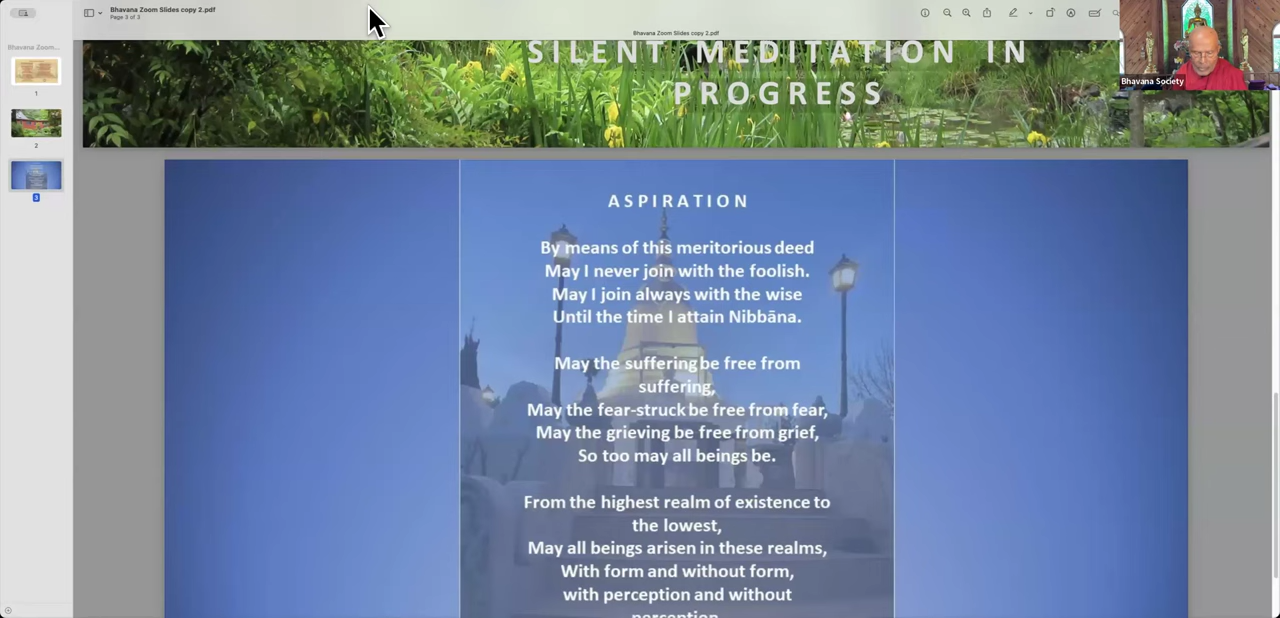 Bhavana Zoom Slides copy 2.pdf
Page 3 of 3
Bhavana Zoom Slides copy 2.pdf
Bhavana Zoom...
1
2
3
SILENT MEDITATION IN
PROGRESS
Bhavana Society
ASPIRATION
By means of this meritorious deed
May I never join with the foolish.
May I join always with the wise
Until the time I attain Nibbāna.
May the suffering be free from
suffering,
May the fear-struck be free from fear,
May the grieving be free from grief,
So too may all beings be.
From the highest realm of existence to
the lowest,
May all beings arisen in these realms,
With form and without form,
with perception and without
perception